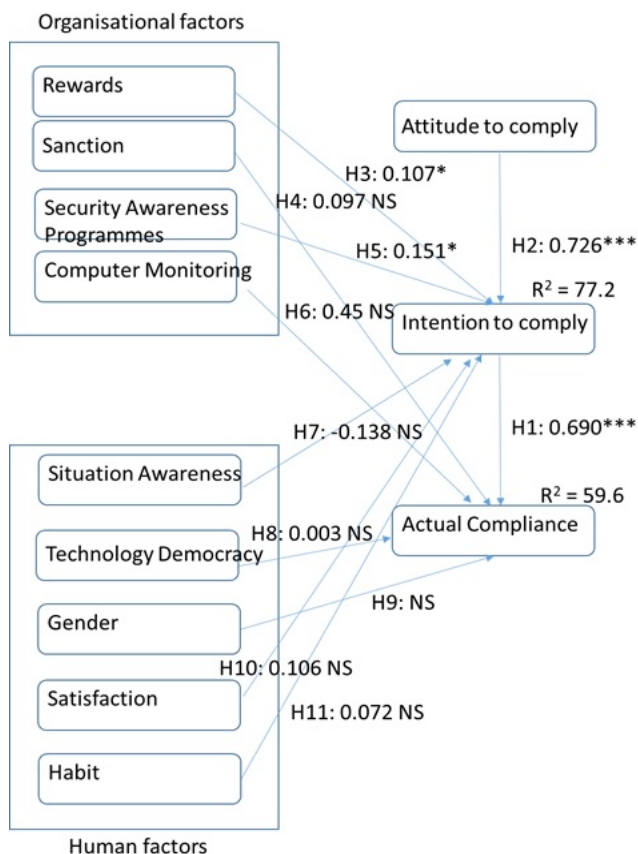 Organisational factors
Rewards
Sanction
Security Awareness
Programmes
Computer Monitoring
Attitude to comply
H3: 0.107*
H4: 0.097 NS
H5: 0.151*
H2: 0.726***
R² = 77.2
H6: 0.45 NS
Intention to comply
H7: -0.138 NS
H1: 0.690***
R² = 59.6
Actual Compliance
Situation Awareness
H8: 0.003 NS
Technology Democracy
H9: NS
Gender
H10: 0.106 NS
Satisfaction
H11: 0.072 NS
Habit
Human factors